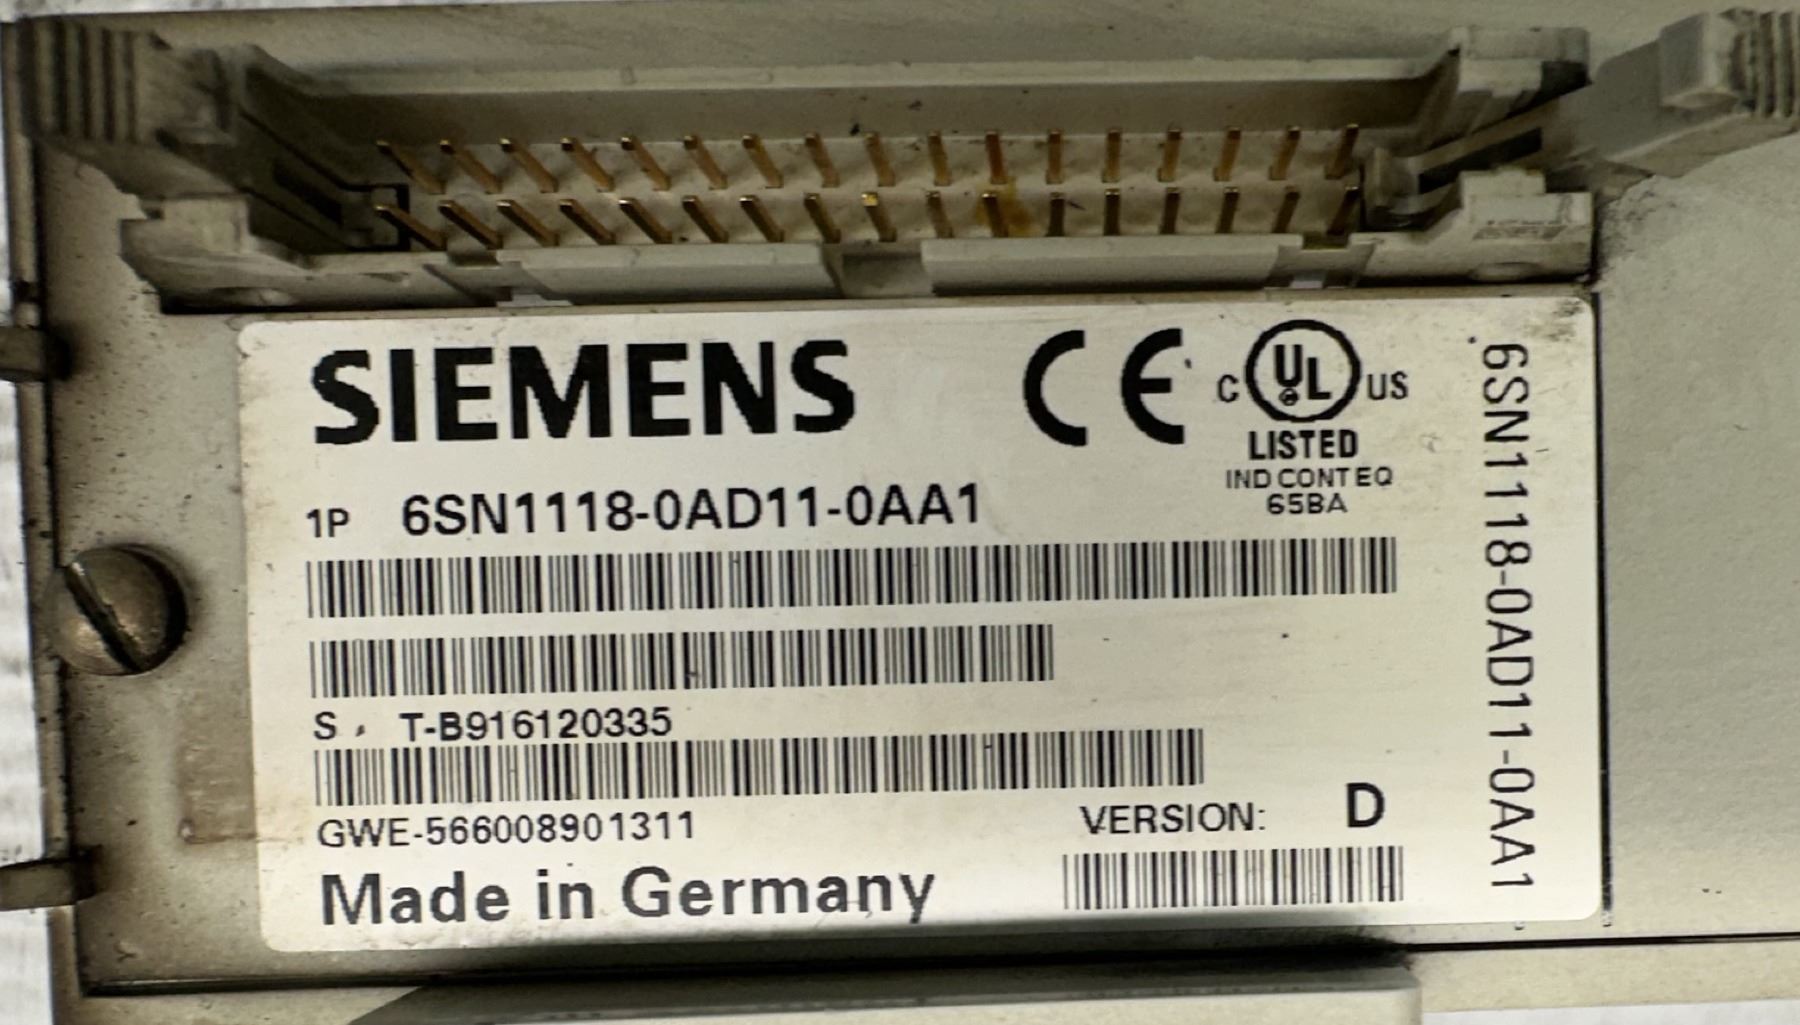 SIEMENS
CE
C UL US
LISTED
IND CONT EQ
65BA
1P 6SN1118-0AD11-0AA1
S T-B916120335
GWE-566008901311
VERSION: D
Made in Germany
6SN1118-0AD11-0AA1